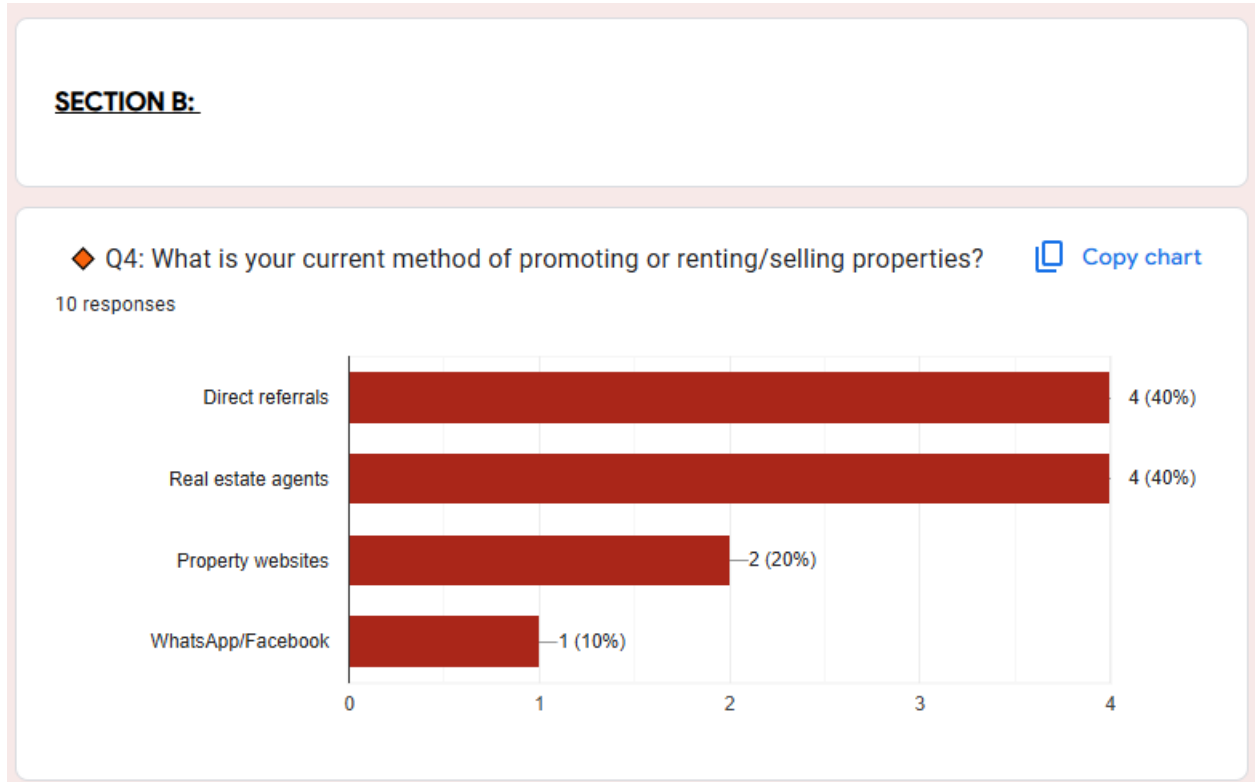 SECTION B:
Q4: What is your current method of promoting or renting/selling properties?
Copy chart
10 responses
Direct referrals
4 (40%)
Real estate agents
4 (40%)
Property websites
2 (20%)
WhatsApp/Facebook
1 (10%)
0 1 2 3 4